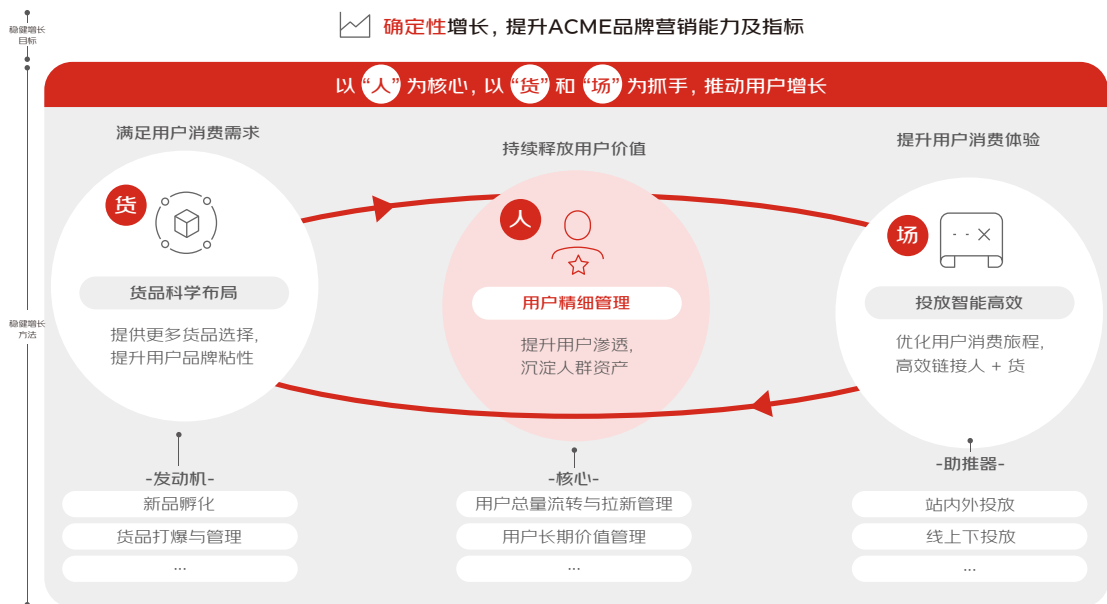 稳健增长
目标
确定性增长，提升ACME品牌营销能力及指标
以“人”为核心，以“货”和“场”为抓手，推动用户增长
稳健增长
方法
满足用户消费需求
货
货品科学布局
提供更多货品选择，
提升用户品牌粘性
-发动机-
新品孵化
货品打爆与管理
...
持续释放用户价值
人
用户精细管理
提升用户渗透，
沉淀人群资产
-核心-
用户总量流转与拉新管理
用户长期价值管理
...
提升用户消费体验
场
投放智能高效
优化用户消费旅程，
高效链接人 + 货
-助推器-
站内外投放
线上下投放
...